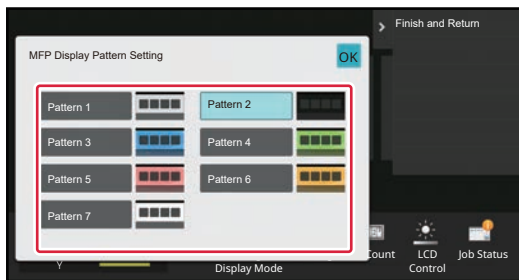 Finish and Return
MFP Display Pattern Setting
OK
Pattern 1
Pattern 2
Pattern 3
Pattern 4
Pattern 5
Pattern 6
Pattern 7
Y
Display Mode
Count
LCD
Control
Job Status